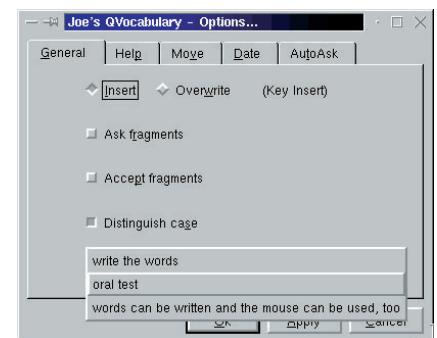 Joe's QVocabulary - Options...
General Help Move Date AutoAsk
Insert Overwrite (Key Insert)
Ask fragments
Accept fragments
Distinguish case
write the words
oral test
words can be written and the mouse can be used, too
Ok Apply Cancel